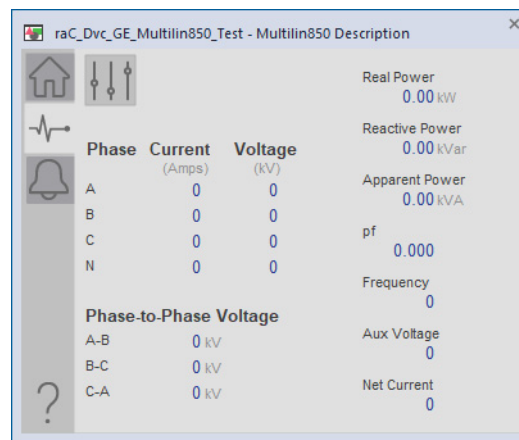 raC_Dvc_GE_Multilin850_Test - Multilin850 Description
Phase Current Voltage
(Amps) (kV)
A 0 0
B 0 0
C 0 0
N 0 0
Phase-to-Phase Voltage
A-B 0 kV
B-C 0 kV
C-A 0 kV
?
Real Power
0.00 kW
Reactive Power
0.00 kVar
Apparent Power
0.00 kVA
pf
0.000
Frequency
0
Aux Voltage
0
Net Current
0